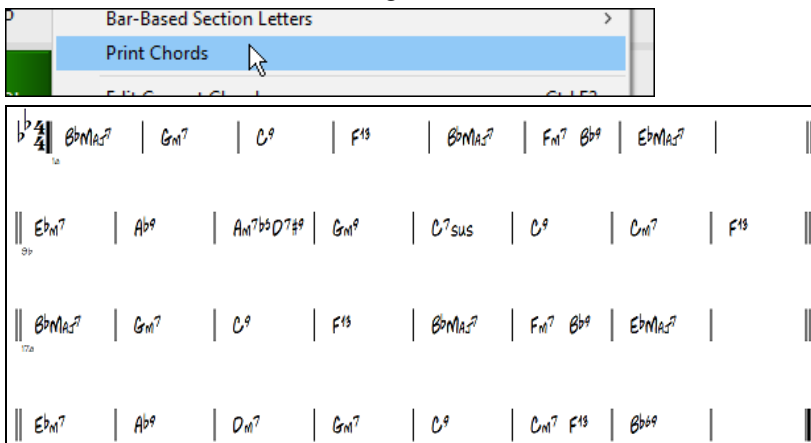 Bar-Based Section Letters >
Print Chords
b b 4/4 BbMaj7 | Gm7 | C9 | F13 | BbMaj7 | Fm7 Bb9 | EbMaj7 |
1a
Ebm7 | Ab9 | Am7b5 D7#9 | Gm9 | C7sus | C9 | Cm7 | F13
9b
BbMaj7 | Gm7 | C9 | F13 | BbMaj7 | Fm7 Bb9 | EbMaj7 |
17a
Ebm7 | Ab9 | Dm7 | Gm7 | C9 | Cm7 F13 | Bb69 |